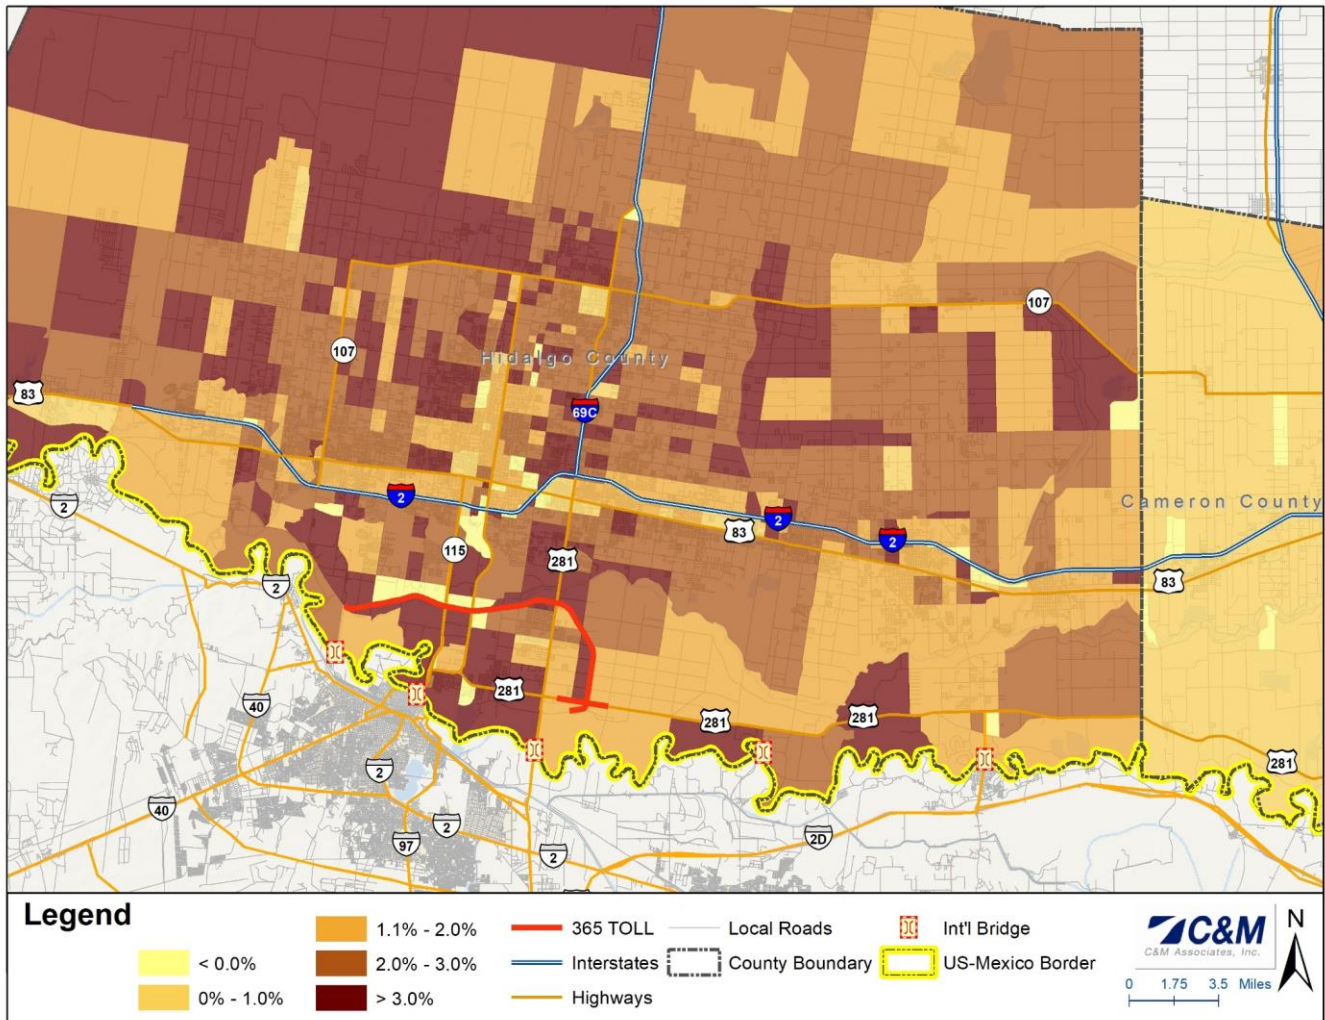 107
107
Hidalgo County
83
69C
2
2
Cameron County
2
83
2
115
281
2
83
2
281
40
281
281
281
2
40
2
2D
97
2
Legend
1.1% - 2.0%
365 TOLL
Local Roads
Int'l Bridge
< 0.0%
2.0% - 3.0%
Interstates
County Boundary
US-Mexico Border
0% - 1.0%
> 3.0%
Highways
C&M
C&M Associates, Inc.
N
0 1.75 3.5 Miles